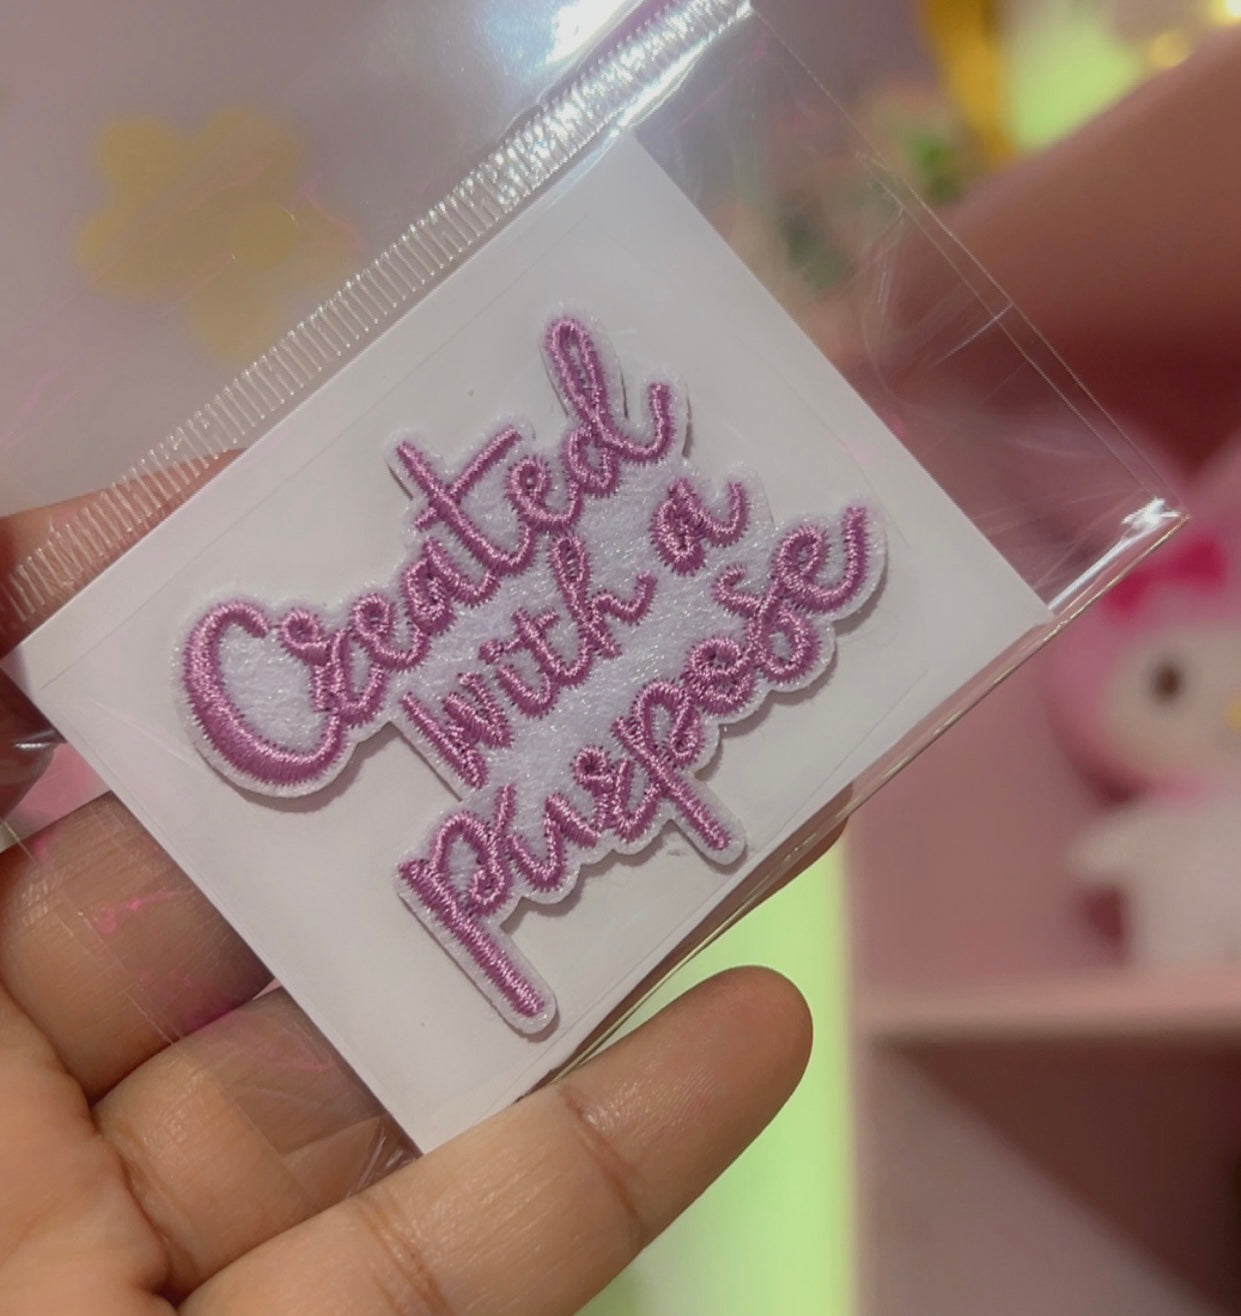 Created
with a
purpose